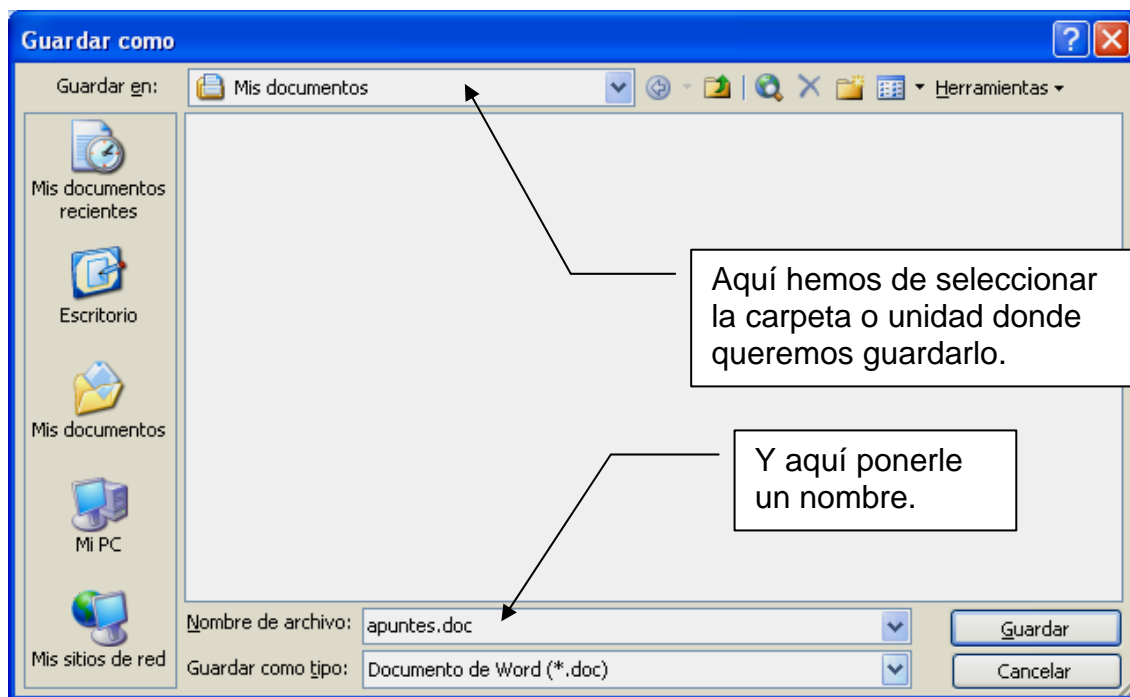 Guardar como
Guardar en:
Mis documentos
Herramientas
Mis documentos
recientes
Escritorio
Mis documentos
Mi PC
Mis sitios de red
Aquí hemos de seleccionar
la carpeta o unidad donde
queremos guardarlo.
Y aquí ponerle
un nombre.
Nombre de archivo:
apuntes.doc
Guardar
Guardar como tipo:
Documento de Word (*.doc)
Cancelar